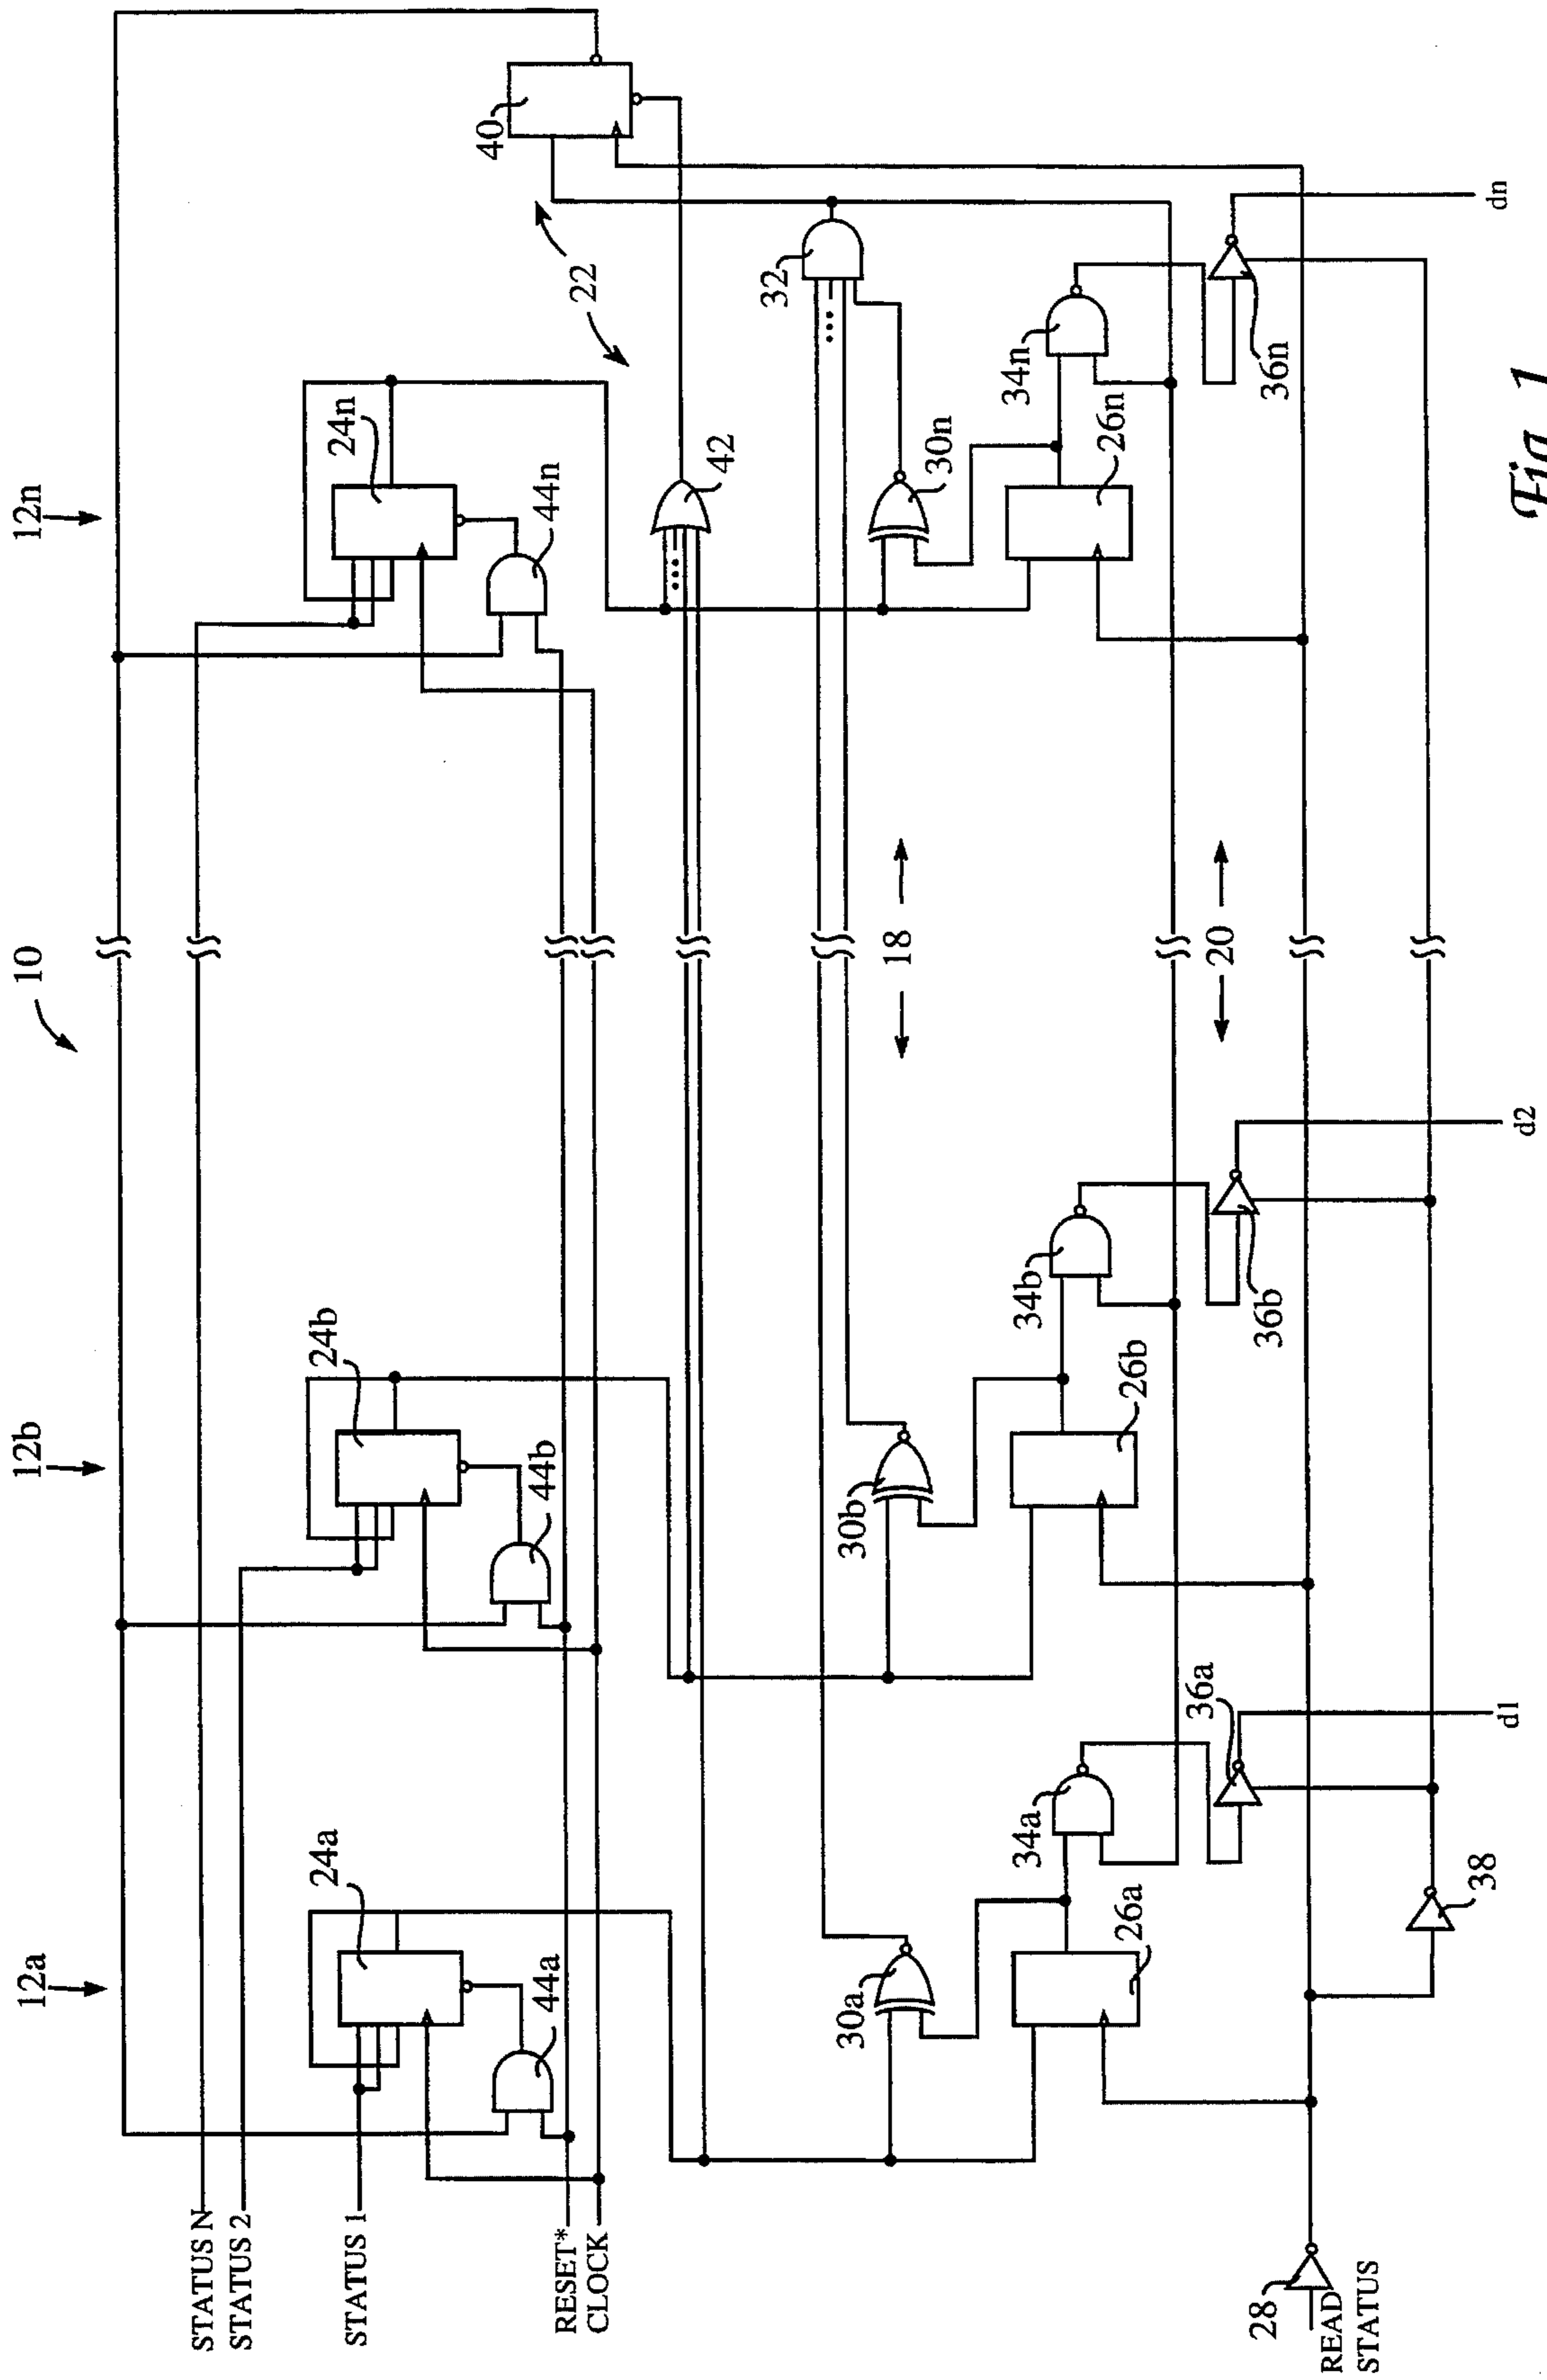 10
12a
12b
12n
STATUS N
STATUS 2
STATUS 1
RESET*
CLOCK
24a
24b
24n
44a
44b
44n
40
42
22
32
30a
30b
30n
18
34a
34b
34n
26a
26b
26n
20
36a
36b
36n
28
READ
STATUS
38
d1
d2
dn
Fig. 1